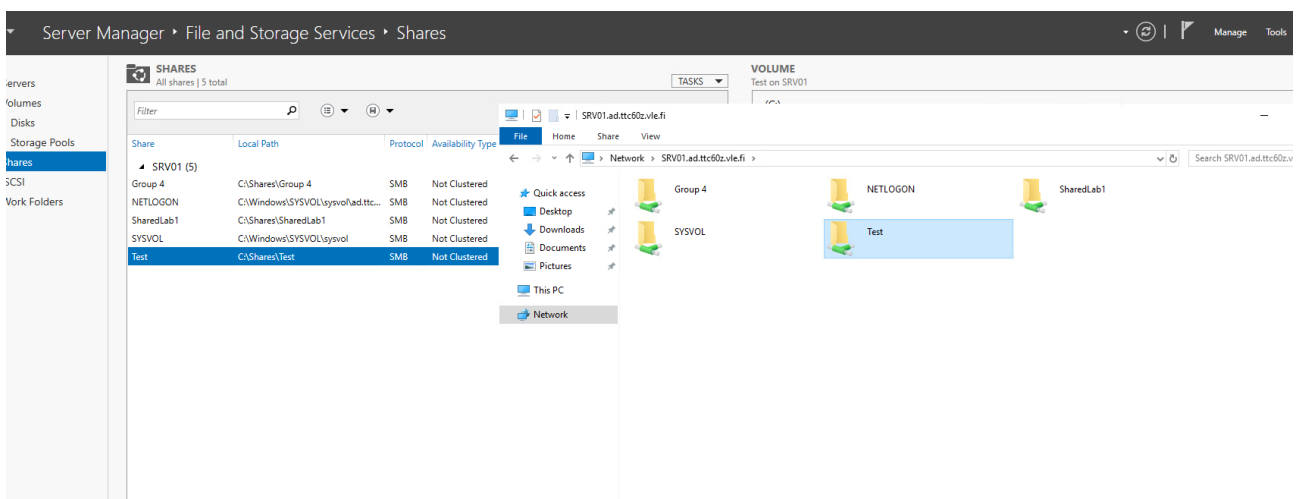 Server Manager ‣ File and Storage Services ‣ Shares
Manage Tools
ervers
Volumes
Disks
Storage Pools
Shares
iSCSI
Work Folders
SHARES
All shares | 5 total
TASKS
Filter
Share Local Path Protocol Availability Type
SRV01 (5)
Group 4 C:\Shares\Group 4 SMB Not Clustered
NETLOGON C:\Windows\SYSVOL\sysvol\ad.ttc... SMB Not Clustered
SharedLab1 C:\Shares\SharedLab1 SMB Not Clustered
SYSVOL C:\Windows\SYSVOL\sysvol SMB Not Clustered
Test C:\Shares\Test SMB Not Clustered
VOLUME
Test on SRV01
SRV01.ad.ttc60z.vle.fi
File Home Share View
Network > SRV01.ad.ttc60z.vle.fi >
Search SRV01.ad.ttc60z.v
Quick access
Desktop
Downloads
Documents
Pictures
This PC
Network
Group 4 NETLOGON SharedLab1
SYSVOL Test